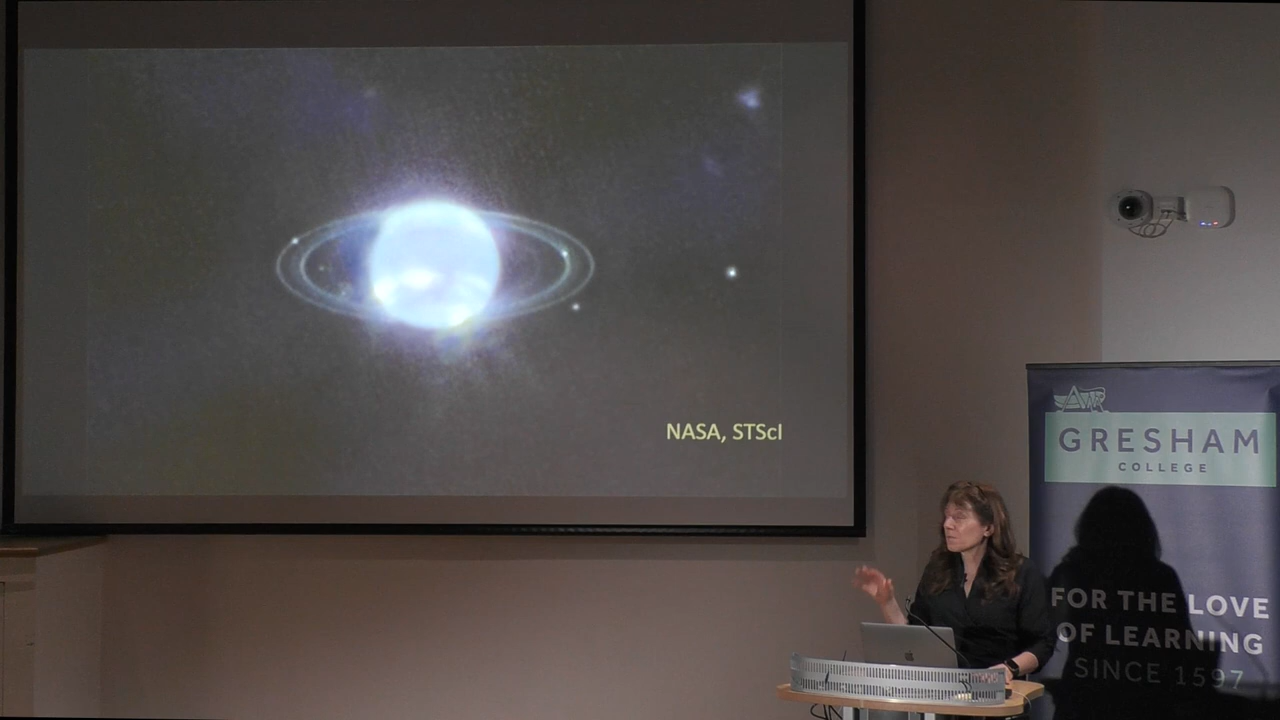 NASA, STScI
GRESHAM
COLLEGE
FOR THE LOVE
OF LEARNING
SINCE 1597